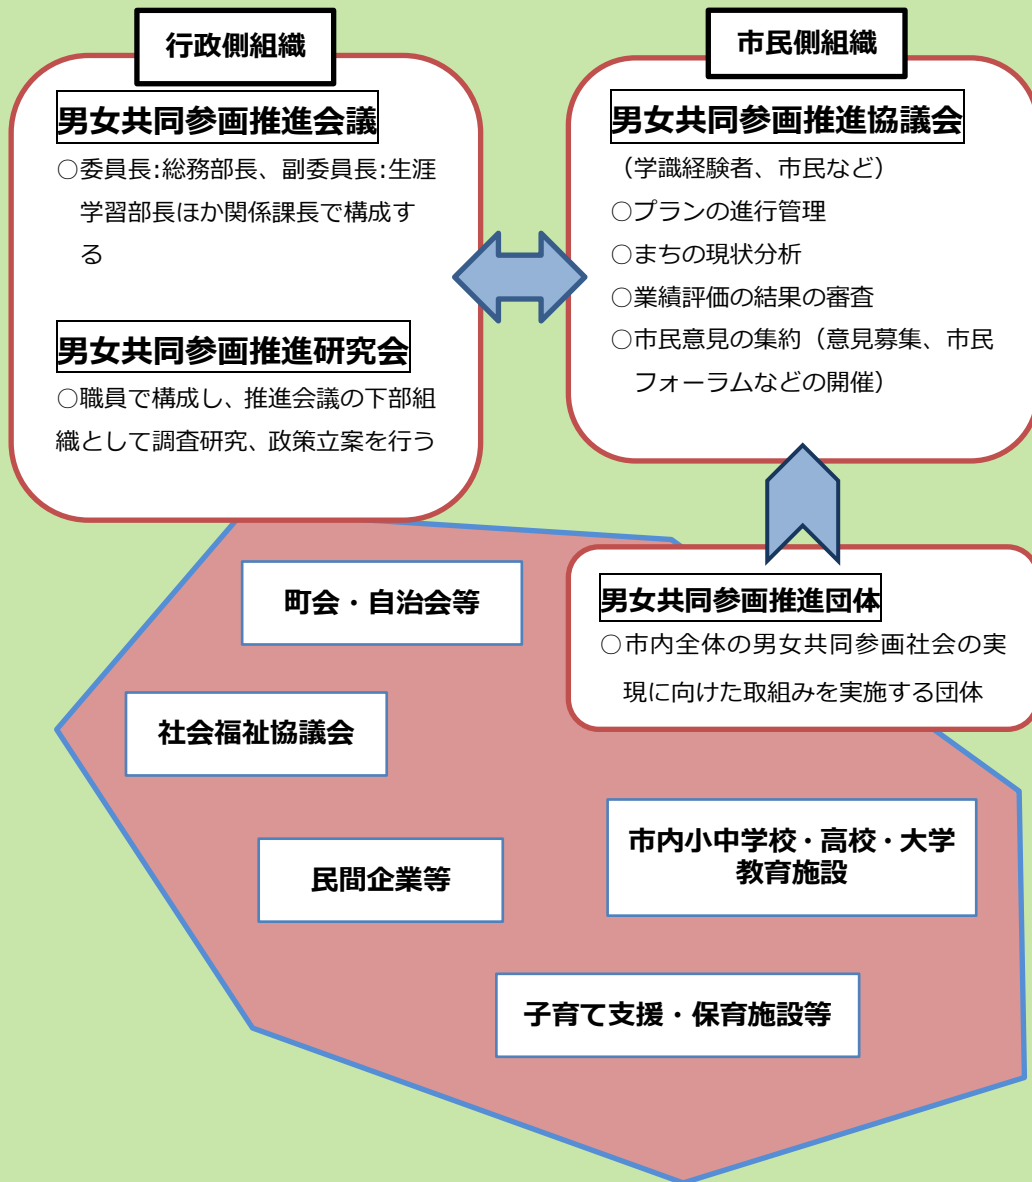 行政側組織
男女共同参画推進会議
○委員長:総務部長、副委員長:生涯
学習部長ほか関係課長で構成す
る
男女共同参画推進研究会
○職員で構成し、推進会議の下部組
織として調査研究、政策立案を行う
市民側組織
男女共同参画推進協議会
（学識経験者、市民など）
○プランの進行管理
○まちの現状分析
○業績評価の結果の審査
○市民意見の集約（意見募集、市民
フォーラムなどの開催）
男女共同参画推進団体
○市内全体の男女共同参画社会の実
現に向けた取組みを実施する団体
町会・自治会等
社会福祉協議会
民間企業等
市内小中学校・高校・大学
教育施設
子育て支援・保育施設等